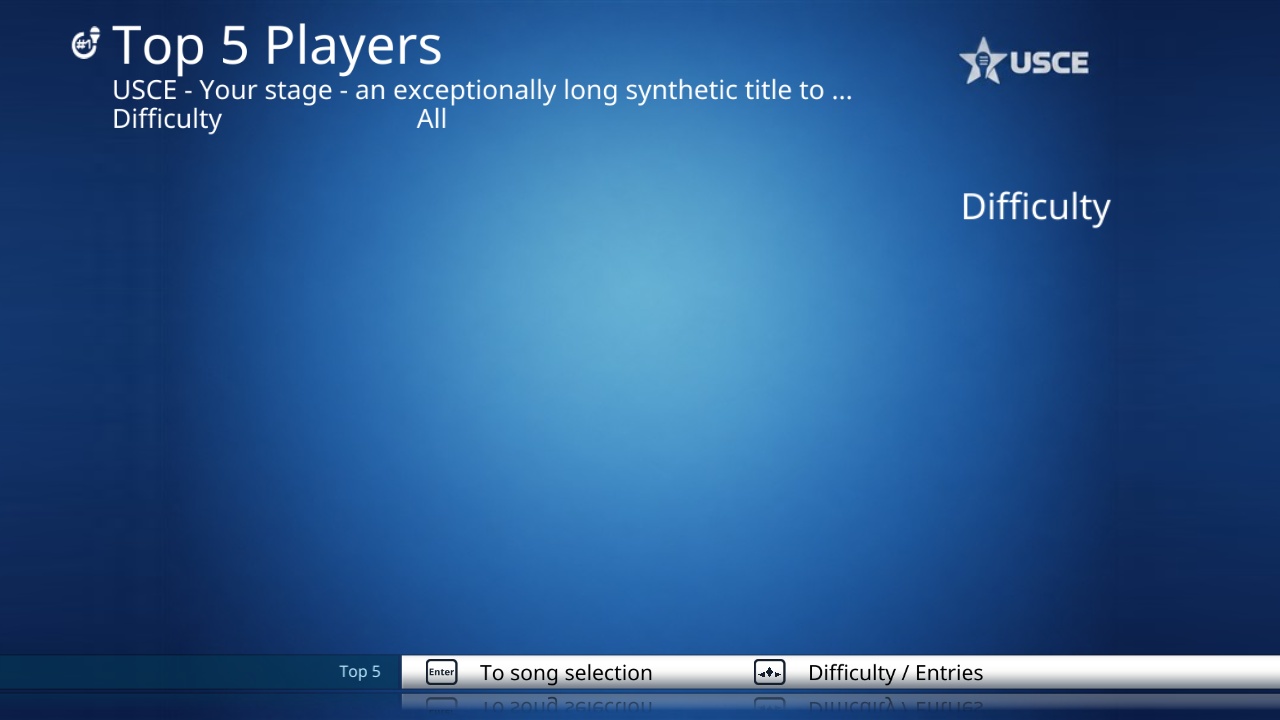 #1 Top 5 Players
USCE
USCE - Your stage - an exceptionally long synthetic title to ...
Difficulty All
Difficulty
Top 5 Enter To song selection Difficulty / Entries